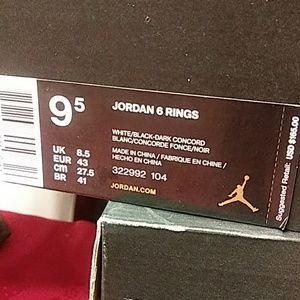 9.5
JORDAN 6 RINGS
WHITE/BLACK-DARK CONCORD
BLANC/CONCORDE FONCE/NOIR
MADE IN CHINA / FABRIQUE EN CHINE /
HECHO EN CHINA
UK 8.5
EUR 43
CM 27.5
BR 41
322992 104
JORDAN.COM
Suggested Retail: USD $165.00